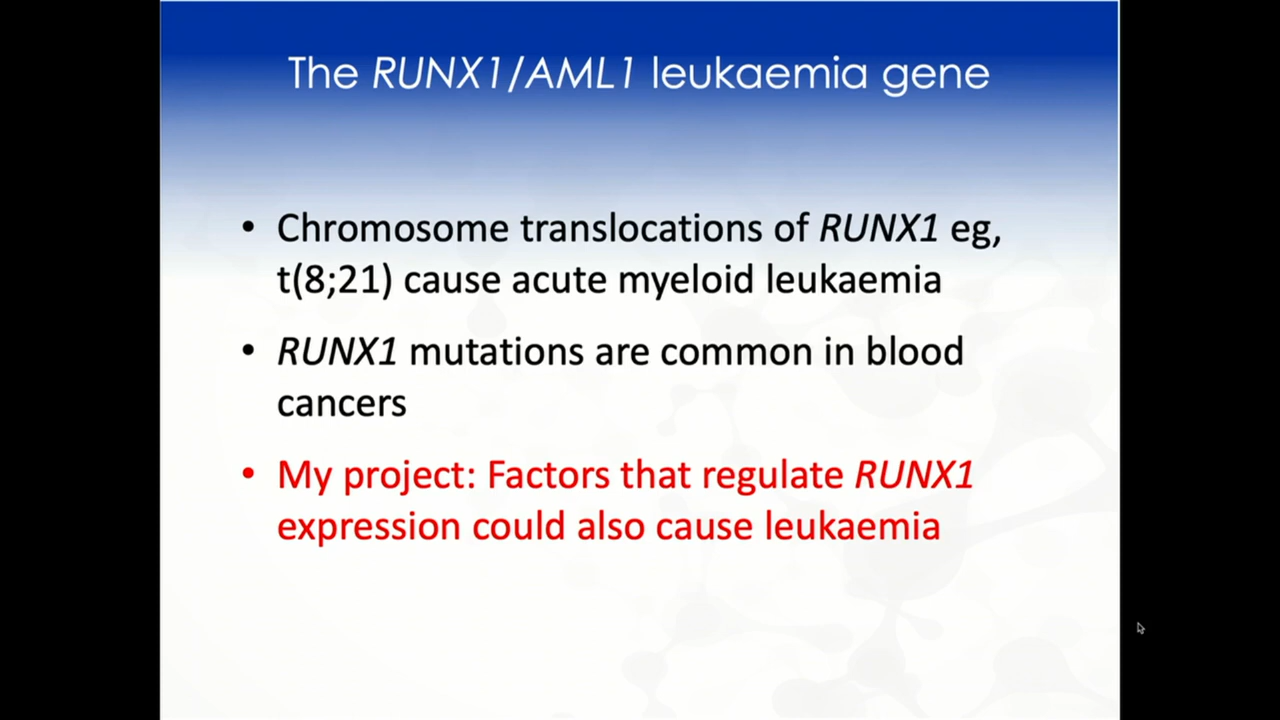 The RUNX1/AML1 leukaemia gene
• Chromosome translocations of RUNX1 eg,
t(8;21) cause acute myeloid leukaemia
• RUNX1 mutations are common in blood
cancers
• My project: Factors that regulate RUNX1
expression could also cause leukaemia